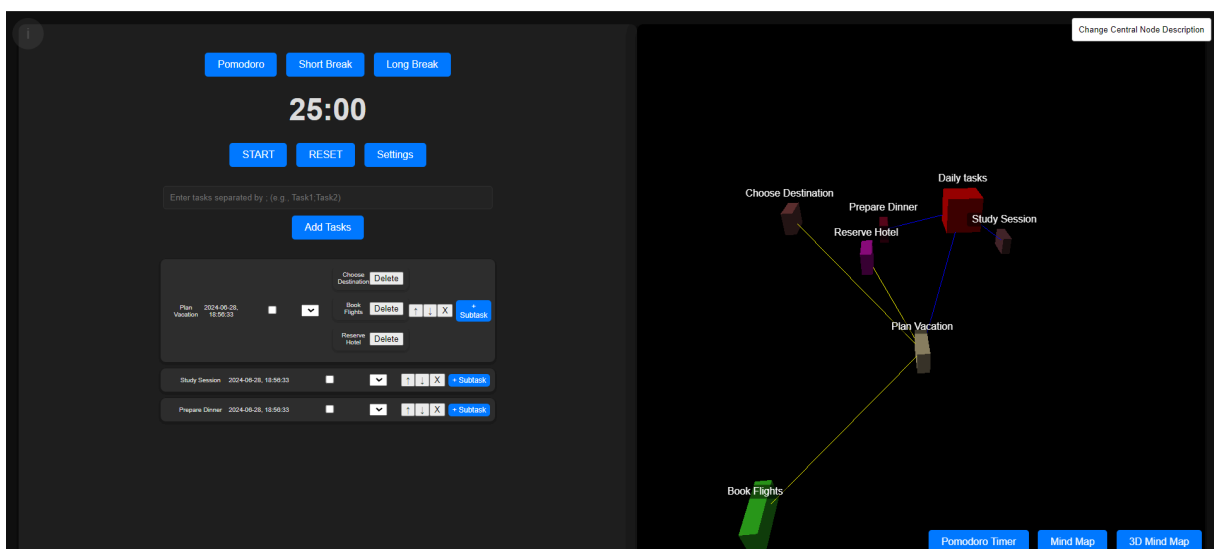 i
Change Central Node Description
Pomodoro
Short Break
Long Break
25:00
START
RESET
Settings
Enter tasks separated by ; (e.g., Task1;Task2)
Add Tasks
Plan
Vacation
2024-06-28,
18:56:33
Choose
Destination
Delete
Book
Flights
Delete
↑
↓
X
+
Subtask
Reserve
Hotel
Delete
Study Session
2024-06-28, 18:56:33
↑
↓
X
+ Subtask
Prepare Dinner
2024-06-28, 18:56:33
↑
↓
X
+ Subtask
Daily tasks
Choose Destination
Prepare Dinner
Study Session
Reserve Hotel
Plan Vacation
Book Flights
Pomodoro Timer
Mind Map
3D Mind Map